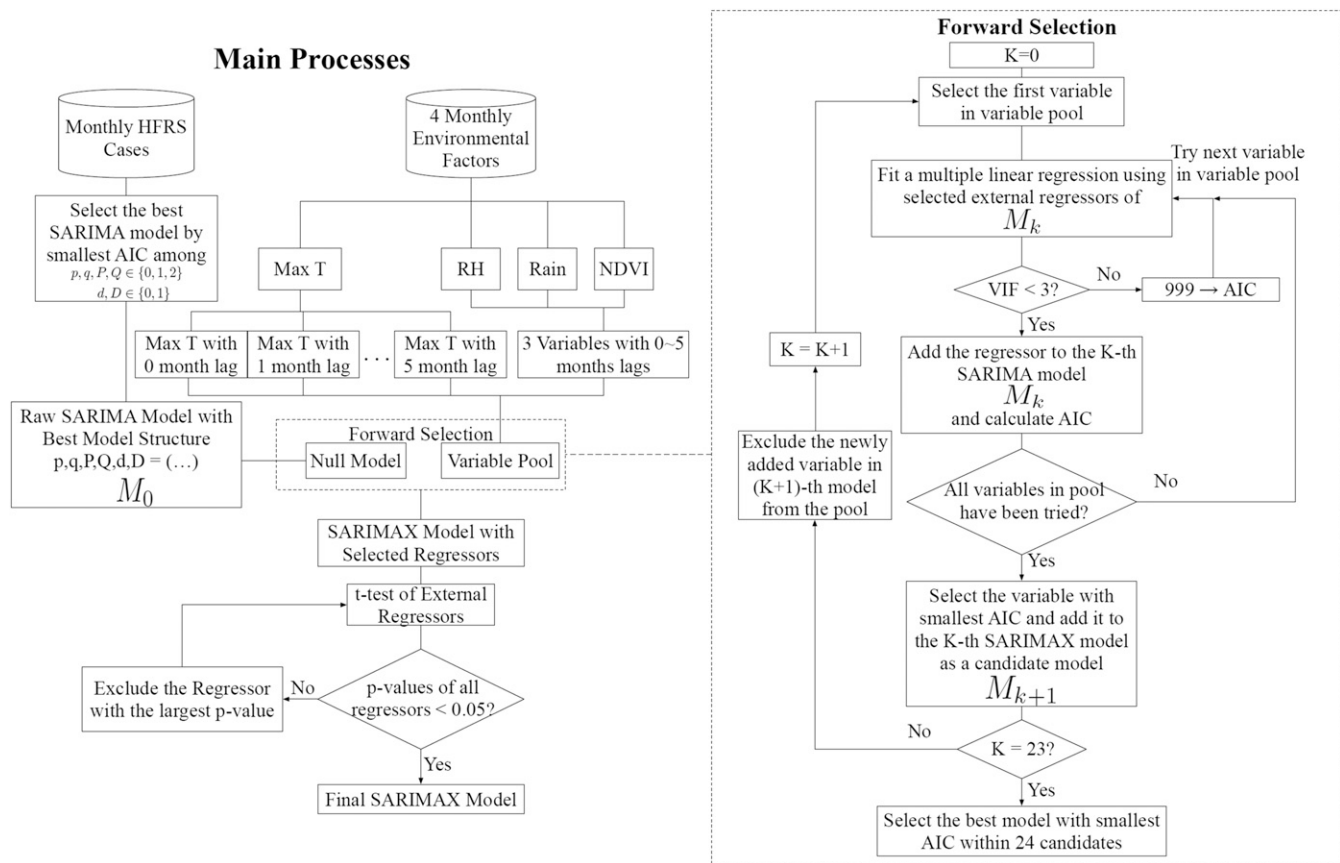 Main Processes
Monthly HFRS
Cases
4 Monthly
Environmental
Factors
Select the best
SARIMA model by
smallest AIC among
p, q, P, Q ∈ {0, 1, 2}
d, D ∈ {0, 1}
Max T
RH
Rain
NDVI
Max T with
0 month lag
Max T with
1 month lag
. . .
Max T with
5 month lag
3 Variables with 0~5
months lags
Raw SARIMA Model with
Best Model Structure
p,q,P,Q,d,D = (…)
M₀
Forward Selection
Null Model
Variable Pool
SARIMAX Model with
Selected Regressors
t-test of External
Regressors
Exclude the Regressor
with the largest p-value
No
p-values of all
regressors < 0.05?
Yes
Final SARIMAX Model
Forward Selection
K=0
Select the first variable
in variable pool
Try next variable
in variable pool
Fit a multiple linear regression using
selected external regressors of
Mₖ
VIF < 3?
No
999 → AIC
Yes
K = K+1
Add the regressor to the K-th
SARIMA model
Mₖ
and calculate AIC
Exclude the newly
added variable in
(K+1)-th model
from the pool
All variables in pool
have been tried?
No
Yes
Select the variable with
smallest AIC and add it to
the K-th SARIMAX model
as a candidate model
Mₖ₊₁
No
K = 23?
Yes
Select the best model with smallest
AIC within 24 candidates